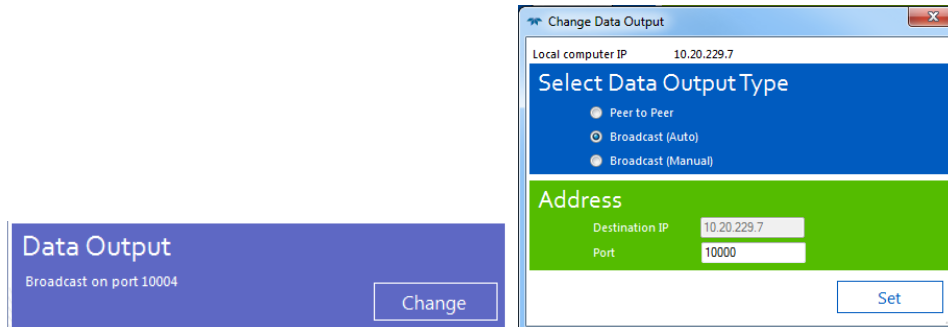 Data Output
Broadcast on port 10004
Change
Change Data Output
x
Local computer IP 10.20.229.7
Select Data Output Type
Peer to Peer
Broadcast (Auto)
Broadcast (Manual)
Address
Destination IP 10.20.229.7
Port 10000
Set